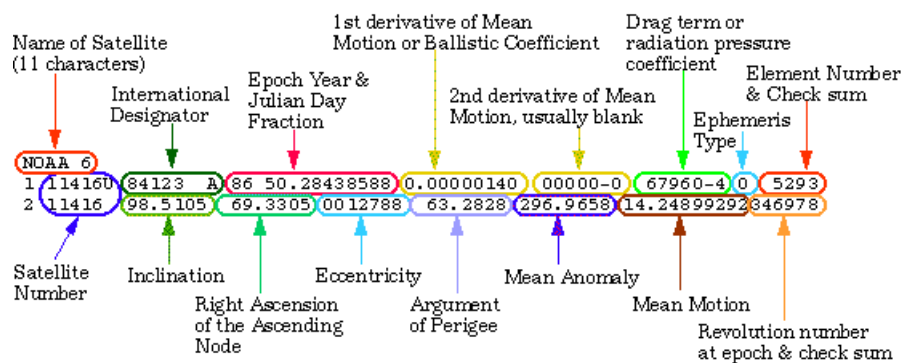 Name of Satellite
(11 characters)
International
Designator
Epoch Year &
Julian Day
Fraction
1st derivative of Mean
Motion or Ballistic Coefficient
2nd derivative of Mean
Motion, usually blank
Drag term or
radiation pressure
coefficient
Ephemeris
Type
Element Number
& Check sum
NOAA 6
1 11416U 84123 A 86 50.28438588 0.00000140 00000-0 67960-4 0 5293
2 11416 98.5105 69.3305 0012788 63.2828 296.9658 14.24899292 346978
Satellite
Number
Inclination
Right Ascension
of the Ascending
Node
Eccentricity
Argument
of Perigee
Mean Anomaly
Mean Motion
Revolution number
at epoch & check sum